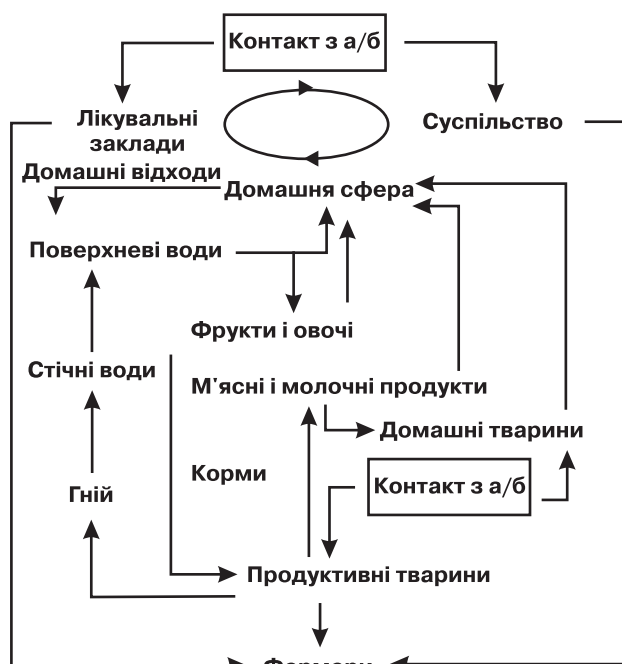 Контакт з а/б
Лікувальні
заклади
Суспільство
Домашні відходи
Домашня сфера
Поверхневі води
Фрукти і овочі
Стічні води
М'ясні і молочні продукти
Домашні тварини
Корми
Контакт з а/б
Гній
Продуктивні тварини
Фермери